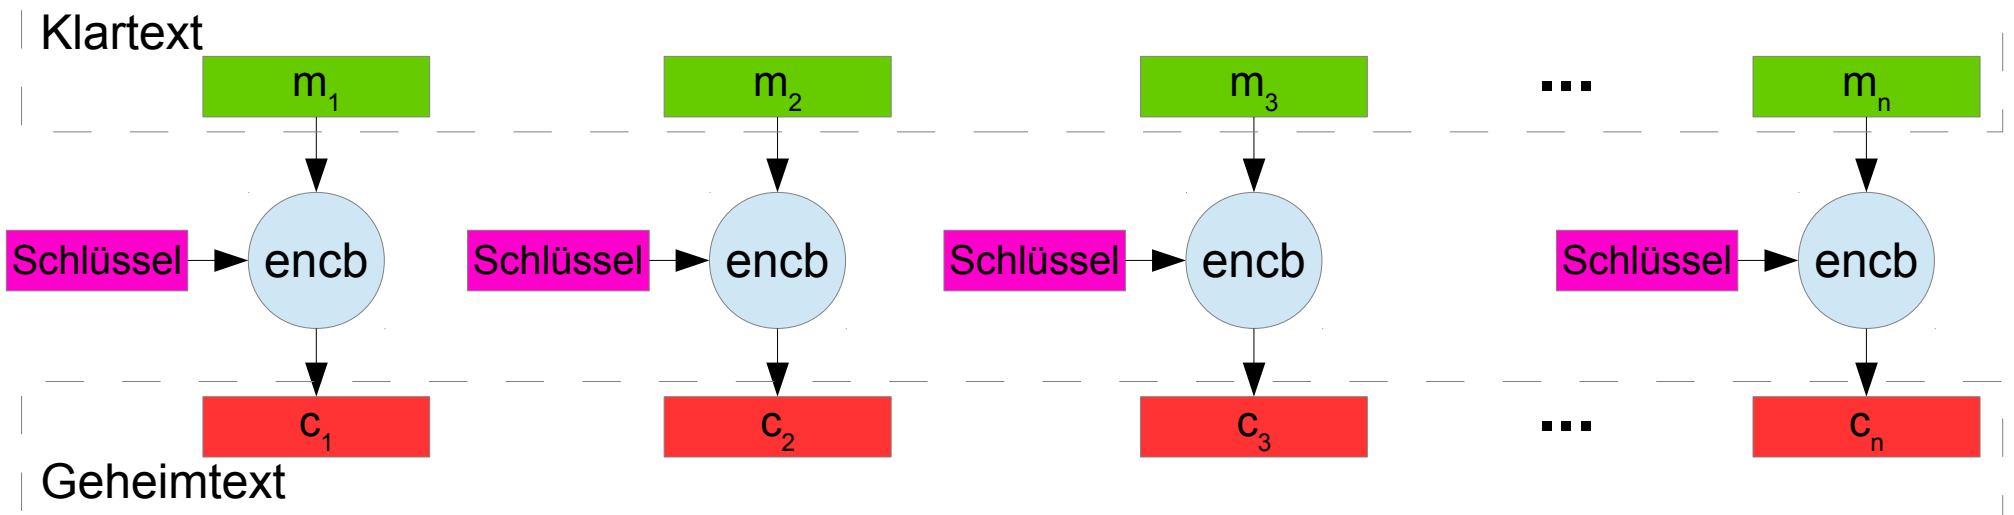 Klartext
m₁ m₂ m₃ ... mₙ
Schlüssel encb Schlüssel encb Schlüssel encb Schlüssel encb
c₁ c₂ c₃ ... cₙ
Geheimtext